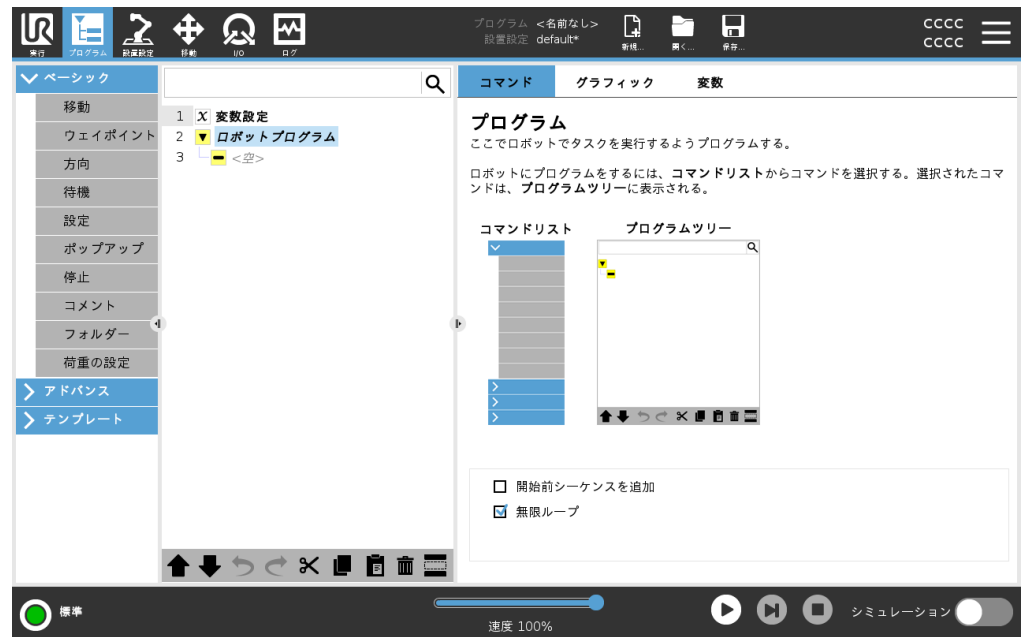 UR
実行
プログラム
設置設定
移動
I/O
ログ
プログラム <名前なし>
設置設定 default*
新規...
開く...
保存...
CCCC
CCCC
ベーシック
移動
ウェイポイント
方向
待機
設定
ポップアップ
停止
コメント
フォルダー
荷重の設定
アドバンス
テンプレート
1 X 変数設定
2 ロボットプログラム
3 <空>
コマンド グラフィック 変数
プログラム
ここでロボットでタスクを実行するようプログラムする。
ロボットにプログラムをするには、コマンドリストからコマンドを選択する。選択されたコマ
ンドは、プログラムツリーに表示される。
コマンドリスト プログラムツリー
開始前シーケンスを追加
無限ループ
標準
速度 100%
シミュレーション